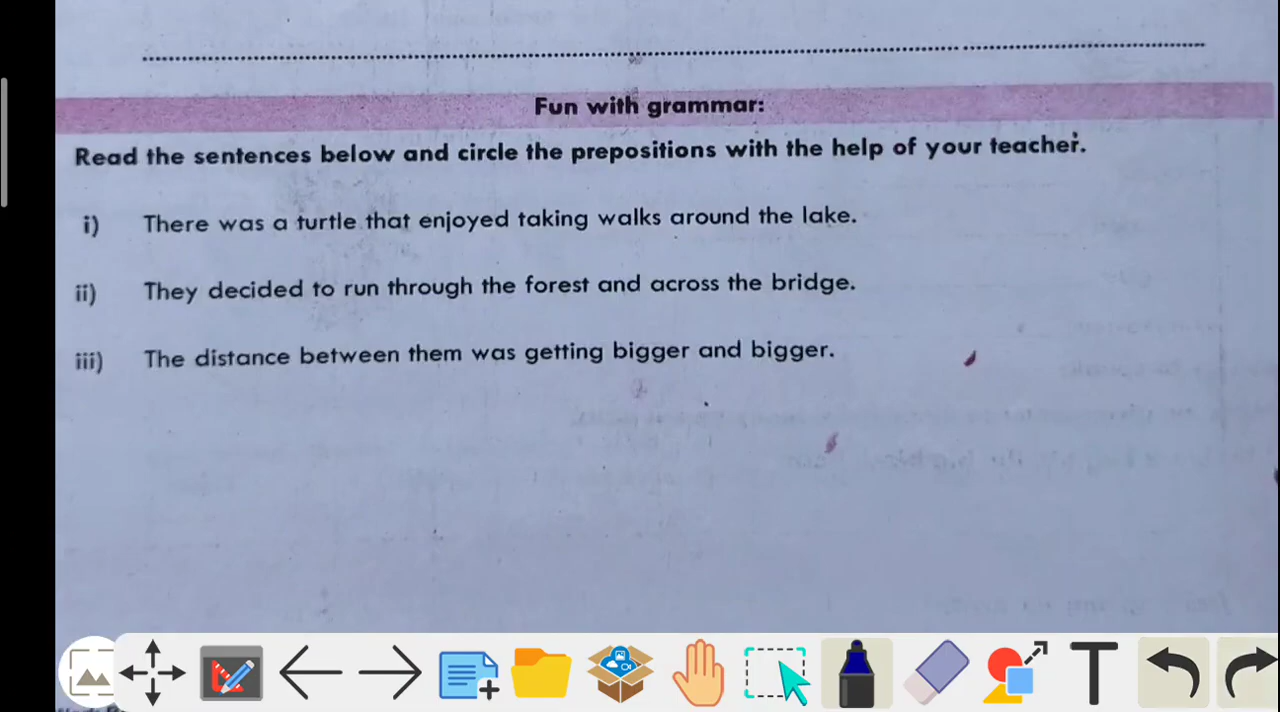 Fun with grammar:
Read the sentences below and circle the prepositions with the help of your teacher.
i) There was a turtle that enjoyed taking walks around the lake.
ii) They decided to run through the forest and across the bridge.
iii) The distance between them was getting bigger and bigger.
T